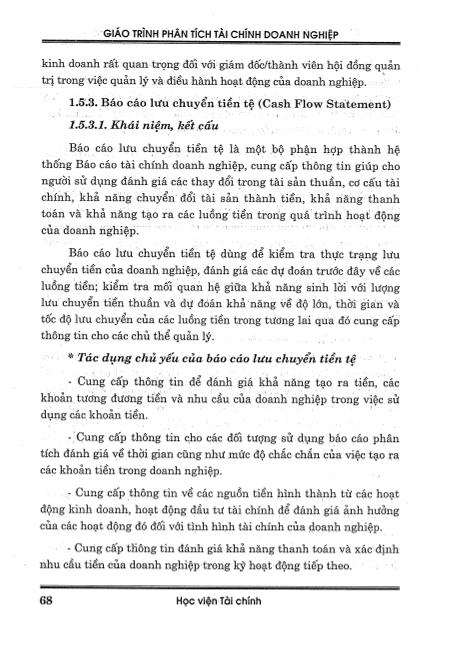 GIÁO TRÌNH PHÂN TÍCH TÀI CHÍNH DOANH NGHIỆP
kinh doanh rất quan trọng đối với giám đốc/thành viên hội đồng quản
trị trong việc quản lý và điều hành hoạt động của doanh nghiệp.
1.5.3. Báo cáo lưu chuyển tiền tệ (Cash Flow Statement)
1.5.3.1. Khái niệm, kết cấu
Báo cáo lưu chuyển tiền tệ là một bộ phận hợp thành hệ
thống Báo cáo tài chính doanh nghiệp, cung cấp thông tin giúp cho
người sử dụng đánh giá các thay đổi trong tài sản thuần, cơ cấu tài
chính, khả năng chuyển đổi tài sản thành tiền, khả năng thanh
toán và khả năng tạo ra các luồng tiền trong quá trình hoạt động
của doanh nghiệp.
Báo cáo lưu chuyển tiền tệ dùng để kiểm tra thực trạng lưu
chuyển tiền của doanh nghiệp, đánh giá các dự đoán trước đây về các
luồng tiền; kiểm tra mối quan hệ giữa khả năng sinh lời với lượng
lưu chuyển tiền thuần và dự đoán khả năng về độ lớn, thời gian và
tốc độ lưu chuyển của các luồng tiền trong tương lai qua đó cung cấp
thông tin cho các chủ thể quản lý.
* Tác dụng chủ yếu của báo cáo lưu chuyển tiền tệ
- Cung cấp thông tin để đánh giá khả năng tạo ra tiền, các
khoản tương đương tiền và nhu cầu của doanh nghiệp trong việc sử
dụng các khoản tiền.
- Cung cấp thông tin cho các đối tượng sử dụng báo cáo phân
tích đánh giá về thời gian cũng như mức độ chắc chắn của việc tạo ra
các khoản tiền trong doanh nghiệp.
- Cung cấp thông tin về các nguồn tiền hình thành từ các hoạt
động kinh doanh, hoạt động đầu tư tài chính để đánh giá ảnh hưởng
của các hoạt động đó đối với tình hình tài chính của doanh nghiệp.
- Cung cấp thông tin đánh giá khả năng thanh toán và xác định
nhu cầu tiền của doanh nghiệp trong kỳ hoạt động tiếp theo.
68
Học viện Tài chính